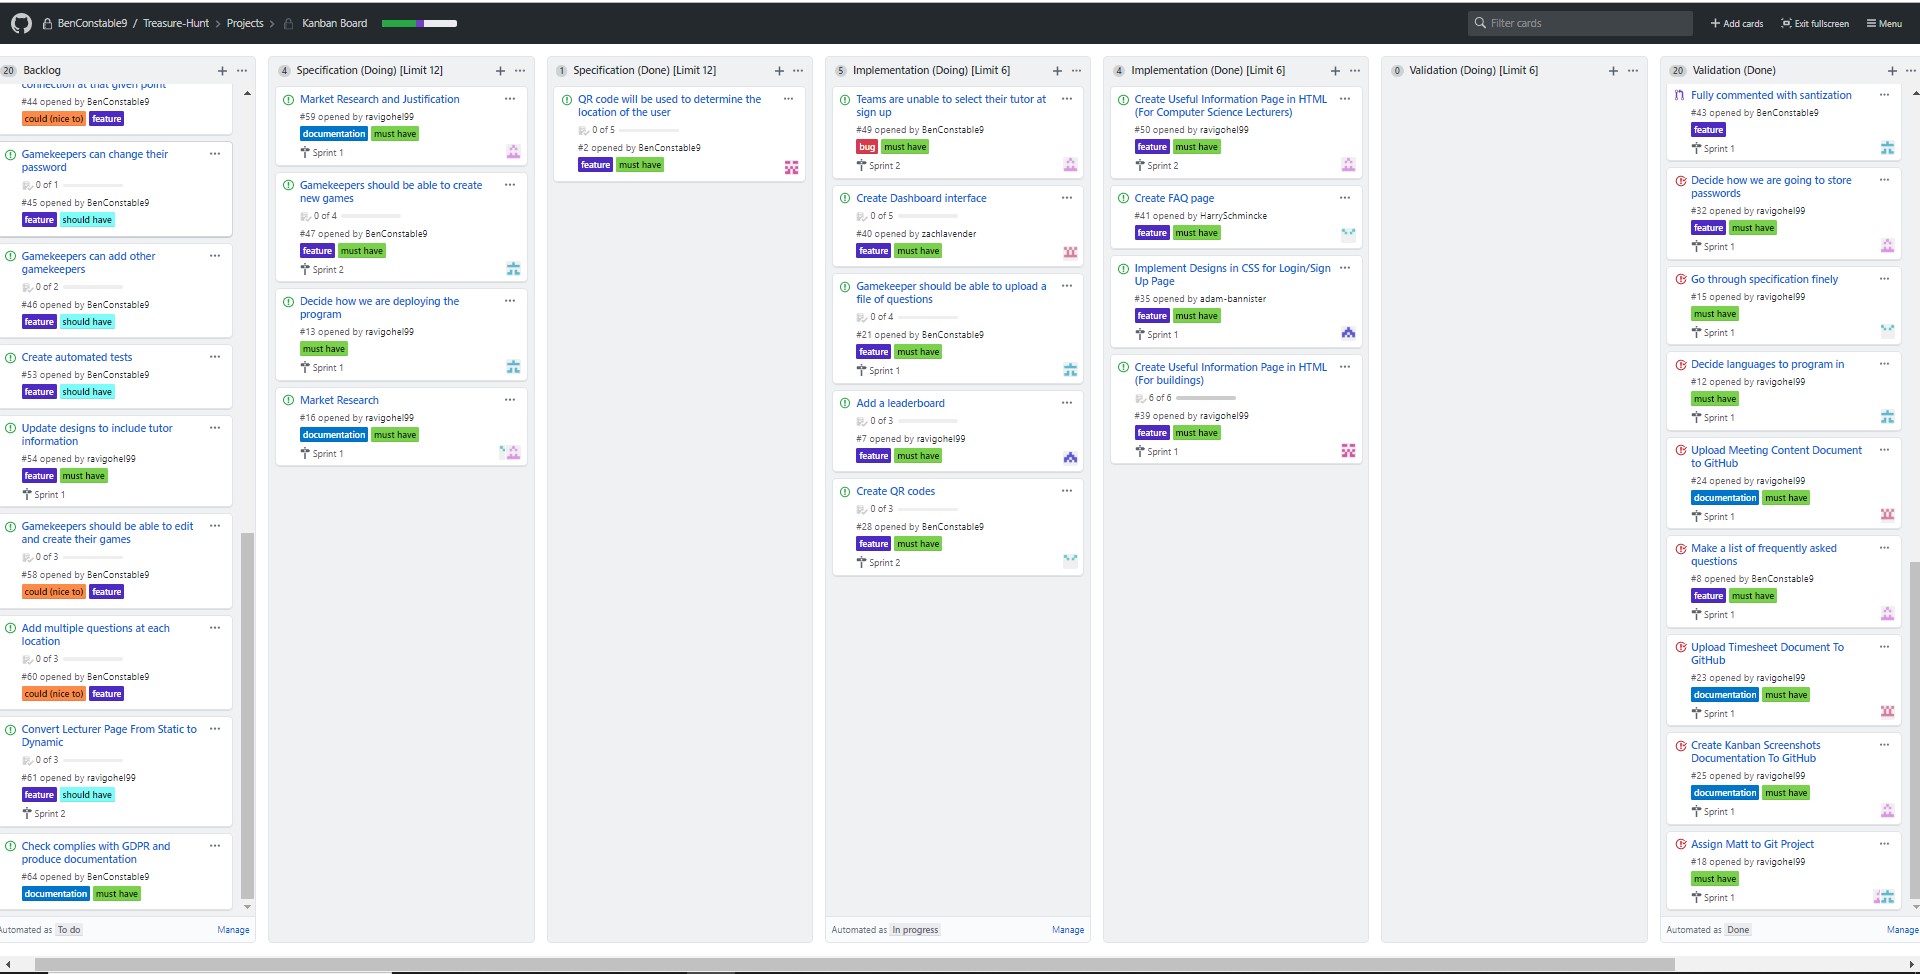 BenConstable9 / Treasure-Hunt > Projects > Kanban Board
Filter cards
Add cards
Exit fullscreen
Menu
20 Backlog
connection at that given point
#44 opened by BenConstable9
could (nice to) feature
Gamekeepers can change their
password
0 of 1
#45 opened by BenConstable9
feature should have
Gamekeepers can add other
gamekeepers
0 of 2
#46 opened by BenConstable9
feature should have
Create automated tests
#53 opened by BenConstable9
feature should have
Update designs to include tutor
information
#54 opened by ravigohel99
feature must have
Sprint 1
Gamekeepers should be able to edit
and create their games
0 of 3
#58 opened by BenConstable9
could (nice to) feature
Add multiple questions at each
location
0 of 3
#60 opened by BenConstable9
could (nice to) feature
Convert Lecturer Page From Static to
Dynamic
0 of 3
#61 opened by ravigohel99
feature should have
Sprint 2
Check complies with GDPR and
produce documentation
#64 opened by BenConstable9
documentation must have
Automated as To do
Manage
4 Specification (Doing) [Limit 12]
Market Research and Justification
#59 opened by ravigohel99
documentation must have
Sprint 1
Gamekeepers should be able to create
new games
0 of 4
#47 opened by BenConstable9
feature must have
Sprint 2
Decide how we are deploying the
program
#13 opened by ravigohel99
must have
Sprint 1
Market Research
#16 opened by ravigohel99
documentation must have
Sprint 1
1 Specification (Done) [Limit 12]
QR code will be used to determine the
location of the user
0 of 5
#2 opened by BenConstable9
feature must have
5 Implementation (Doing) [Limit 6]
Teams are unable to select their tutor at
sign up
#49 opened by BenConstable9
bug must have
Sprint 2
Create Dashboard interface
0 of 5
#40 opened by zachlavender
feature must have
Gamekeeper should be able to upload a
file of questions
0 of 4
#21 opened by BenConstable9
feature must have
Sprint 1
Add a leaderboard
0 of 3
#7 opened by ravigohel99
feature must have
Create QR codes
0 of 3
#28 opened by BenConstable9
feature must have
Sprint 2
Automated as In progress
Manage
4 Implementation (Done) [Limit 6]
Create Useful Information Page in HTML
(For Computer Science Lecturers)
#50 opened by ravigohel99
feature must have
Sprint 2
Create FAQ page
#41 opened by HarrySchmincke
feature must have
Implement Designs in CSS for Login/Sign
Up Page
#35 opened by adam-bannister
feature must have
Sprint 1
Create Useful Information Page in HTML
(For buildings)
6 of 6
#39 opened by ravigohel99
feature must have
Sprint 1
0 Validation (Doing) [Limit 6]
20 Validation (Done)
Fully commented with santization
#43 opened by BenConstable9
feature
Sprint 1
Decide how we are going to store
passwords
#32 opened by ravigohel99
feature must have
Sprint 1
Go through specification finely
#15 opened by ravigohel99
must have
Sprint 1
Decide languages to program in
#12 opened by ravigohel99
must have
Sprint 1
Upload Meeting Content Document
to GitHub
#24 opened by ravigohel99
documentation must have
Sprint 1
Make a list of frequently asked
questions
#8 opened by BenConstable9
feature must have
Sprint 1
Upload Timesheet Document To
GitHub
#23 opened by ravigohel99
documentation must have
Sprint 1
Create Kanban Screenshots
Documentation To GitHub
#25 opened by ravigohel99
documentation must have
Sprint 1
Assign Matt to Git Project
#18 opened by ravigohel99
must have
Sprint 1
Automated as Done
Manage